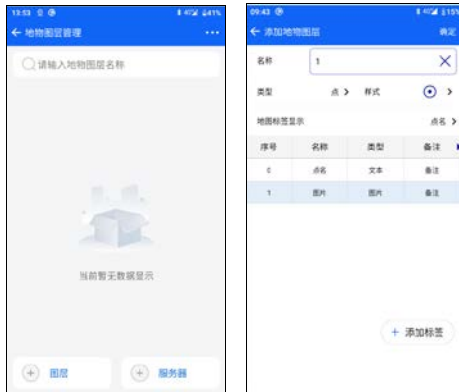 13:53
41%
← 地物图层管理 ···
请输入地物图层名称
当前暂无数据显示
+ 图层
+ 服务器
09:43
← 添加地物图层 确定
名称 1 ×
类型 点 > 样式 >
地图标签显示 点名 >
序号 名称 类型 备注
0 点名 文本 备注
1 图片 图片 备注
+ 添加标签